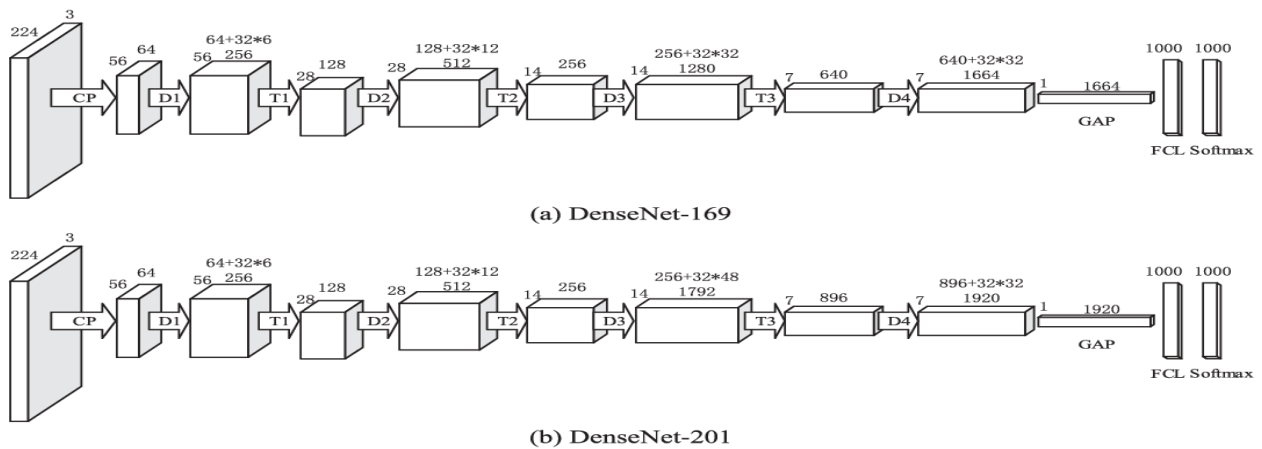 3
224
64+32*6
128+32*12
256+32*32
640+32*32
1000 1000
64
56
56
256
128
28
28
512
14
256
14
1280
7
640
7
1664
1
1664
CP
D1
T1
D2
T2
D3
T3
D4
GAP
FCL Softmax
(a) DenseNet-169
3
224
64+32*6
128+32*12
256+32*48
896+32*32
1000 1000
64
56
56
256
128
28
28
512
14
256
14
1792
7
896
7
1920
1
1920
CP
D1
T1
D2
T2
D3
T3
D4
GAP
FCL Softmax
(b) DenseNet-201